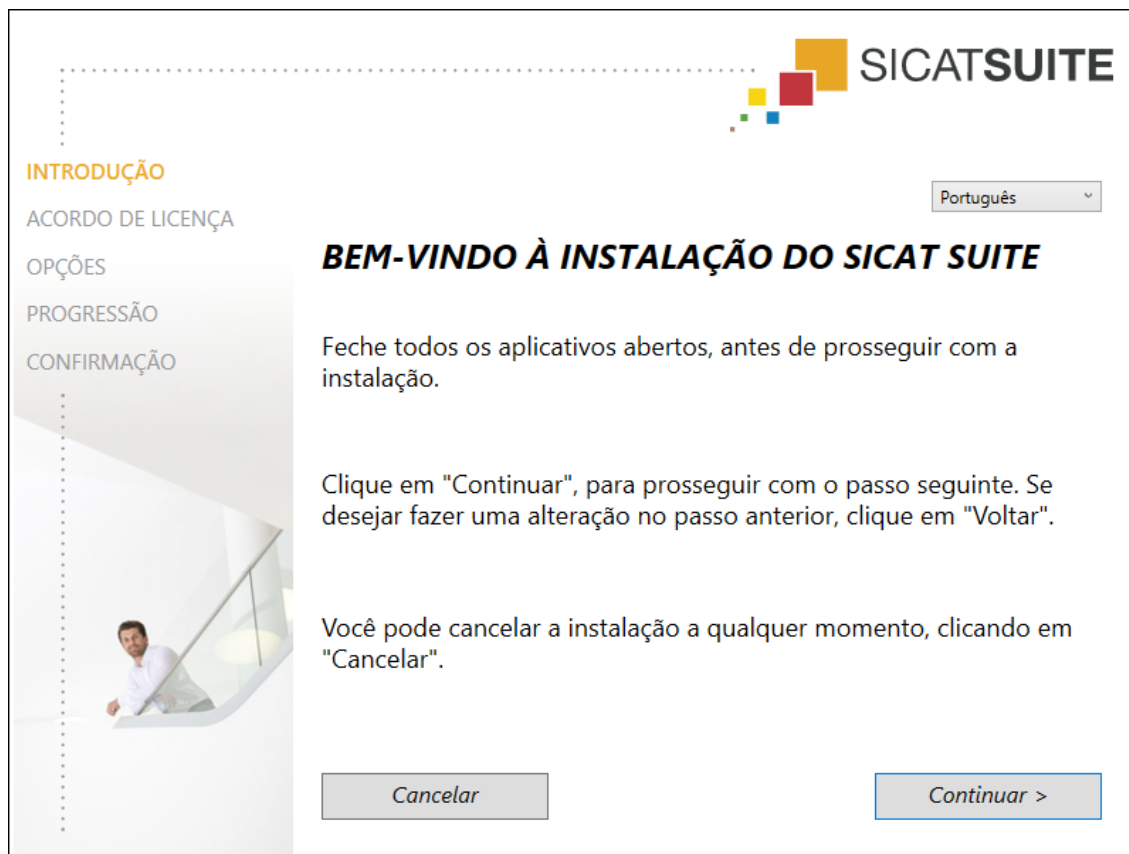 SICATSUITE
INTRODUÇÃO
ACORDO DE LICENÇA
OPÇÕES
PROGRESSÃO
CONFIRMAÇÃO
Português
BEM-VINDO À INSTALAÇÃO DO SICAT SUITE
Feche todos os aplicativos abertos, antes de prosseguir com a
instalação.
Clique em "Continuar", para prosseguir com o passo seguinte. Se
desejar fazer uma alteração no passo anterior, clique em "Voltar".
Você pode cancelar a instalação a qualquer momento, clicando em
"Cancelar".
Cancelar
Continuar >